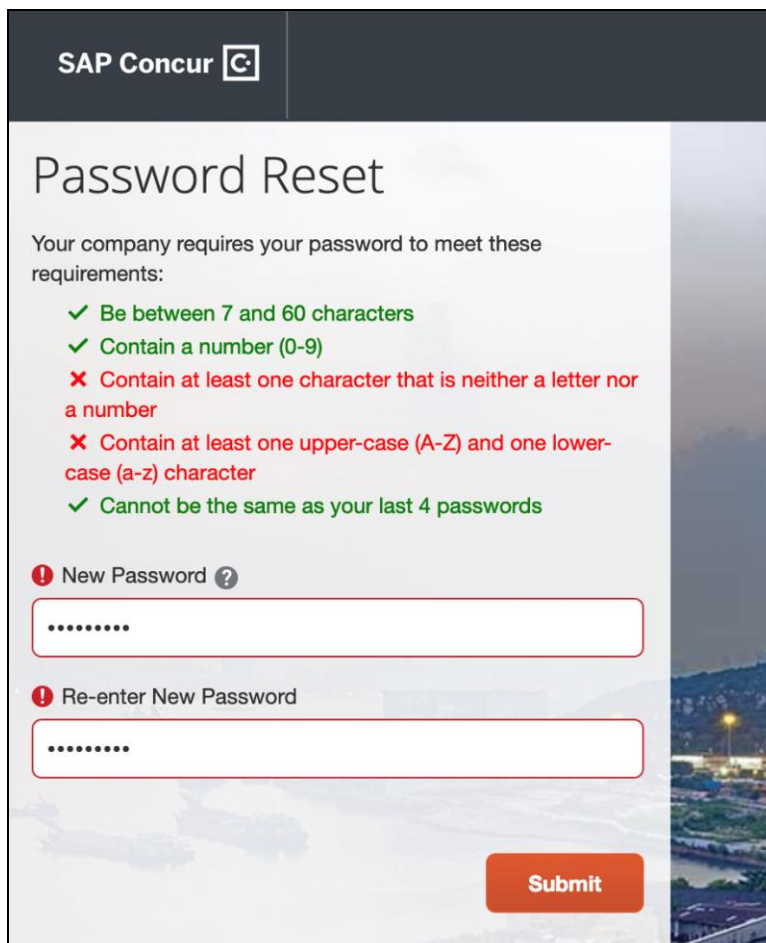 SAP Concur C
Password Reset
Your company requires your password to meet these
requirements:
✓ Be between 7 and 60 characters
✓ Contain a number (0-9)
✕ Contain at least one character that is neither a letter nor
a number
✕ Contain at least one upper-case (A-Z) and one lower-
case (a-z) character
✓ Cannot be the same as your last 4 passwords
! New Password ?
•••••••••
! Re-enter New Password
•••••••••
Submit